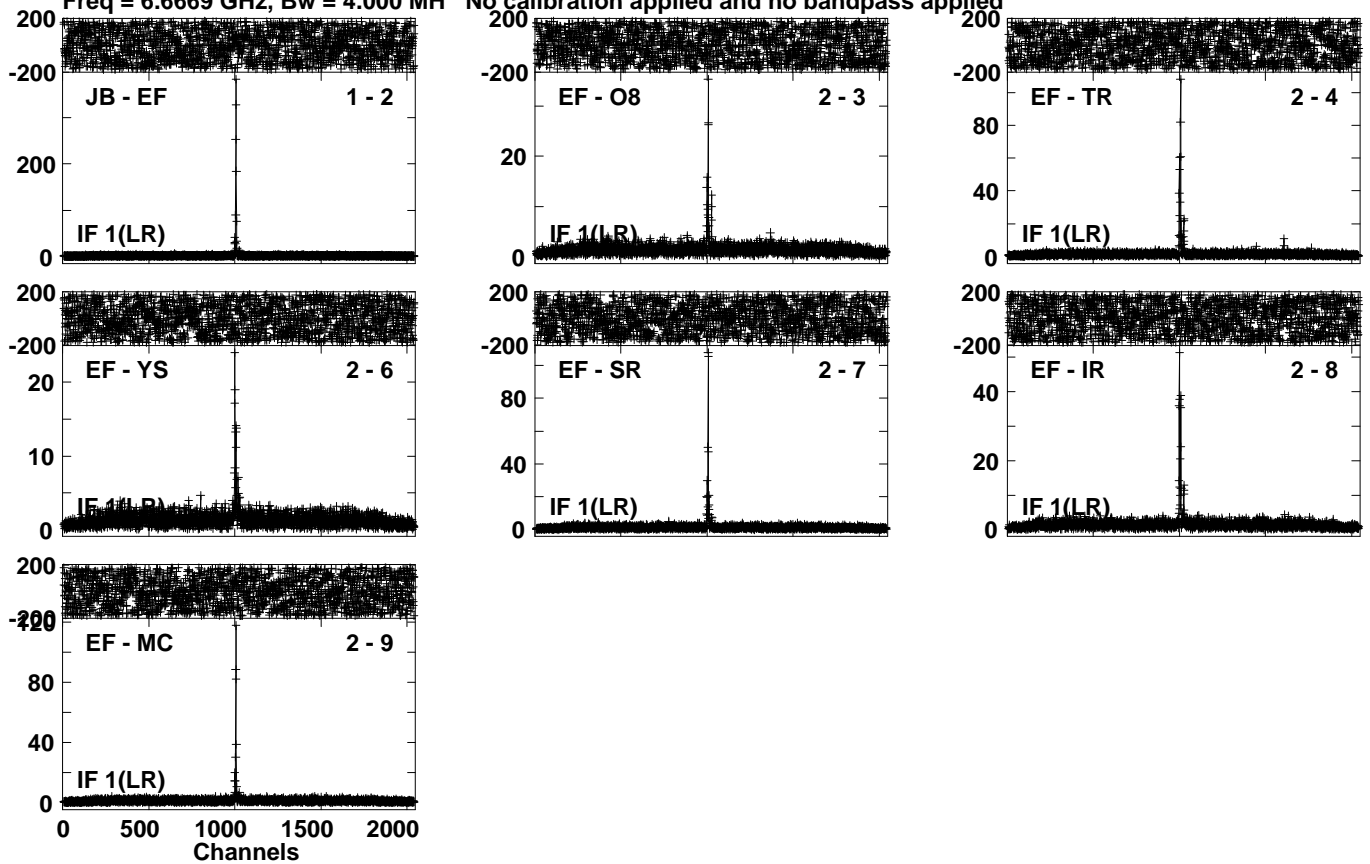 Freq = 6.6669 GHz, Bw = 4.000 MH No calibration applied and no bandpass applied
200
-200
JB - EF 1 - 2
200
IF 1(LR)
0
200
-200
EF - O8 2 - 3
20
IF 1(LR)
0
200
-200
EF - TR 2 - 4
80
40
IF 1(LR)
0
200
-200
EF - YS 2 - 6
20
10
IF 1(LR)
0
200
-200
EF - SR 2 - 7
80
40
IF 1(LR)
0
200
-200
EF - IR 2 - 8
40
20
IF 1(LR)
0
200
-200
120
EF - MC 2 - 9
80
40
IF 1(LR)
0
0 500 1000 1500 2000
Channels